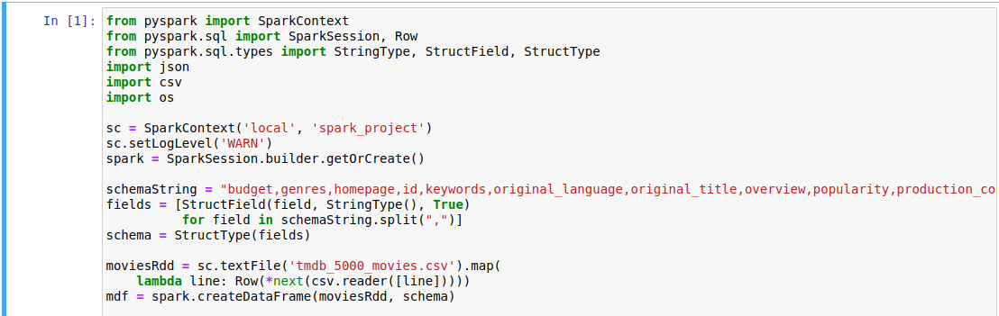 In [1]: from pyspark import SparkContext
from pyspark.sql import SparkSession, Row
from pyspark.sql.types import StringType, StructField, StructType
import json
import csv
import os

sc = SparkContext('local', 'spark_project')
sc.setLogLevel('WARN')
spark = SparkSession.builder.getOrCreate()

schemaString = "budget,genres,homepage,id,keywords,original_language,original_title,overview,popularity,production_co
fields = [StructField(field, StringType(), True)
          for field in schemaString.split(",")]
schema = StructType(fields)

moviesRdd = sc.textFile('tmdb_5000_movies.csv').map(
    lambda line: Row(*next(csv.reader([line]))))
mdf = spark.createDataFrame(moviesRdd, schema)